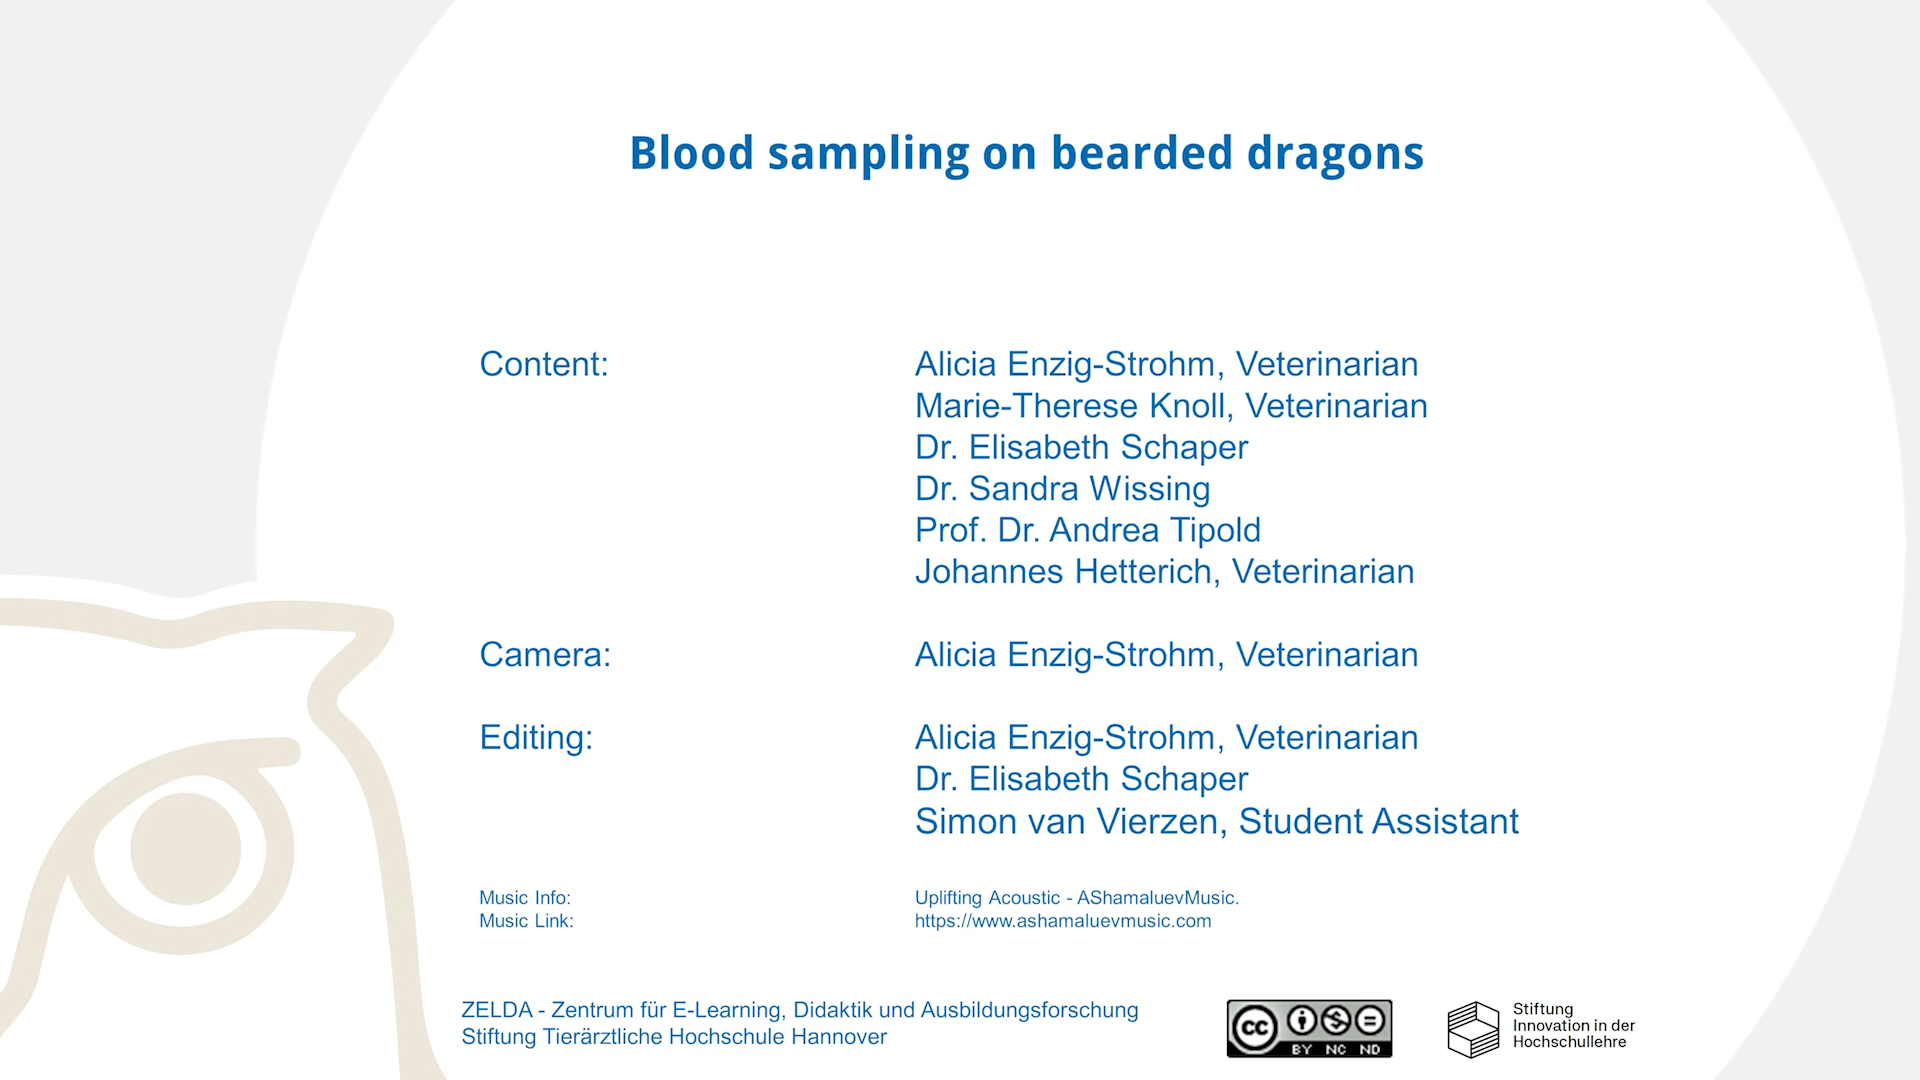 Blood sampling on bearded dragons
Content: Alicia Enzig-Strohm, Veterinarian
Marie-Therese Knoll, Veterinarian
Dr. Elisabeth Schaper
Dr. Sandra Wissing
Prof. Dr. Andrea Tipold
Johannes Hetterich, Veterinarian
Camera: Alicia Enzig-Strohm, Veterinarian
Editing: Alicia Enzig-Strohm, Veterinarian
Dr. Elisabeth Schaper
Simon van Vierzen, Student Assistant
Music Info: Uplifting Acoustic - AShamaluevMusic.
Music Link: https://www.ashamaluevmusic.com
ZELDA - Zentrum für E-Learning, Didaktik und Ausbildungsforschung
Stiftung Tierärztliche Hochschule Hannover
cc BY NC ND
Stiftung
Innovation in der
Hochschullehre